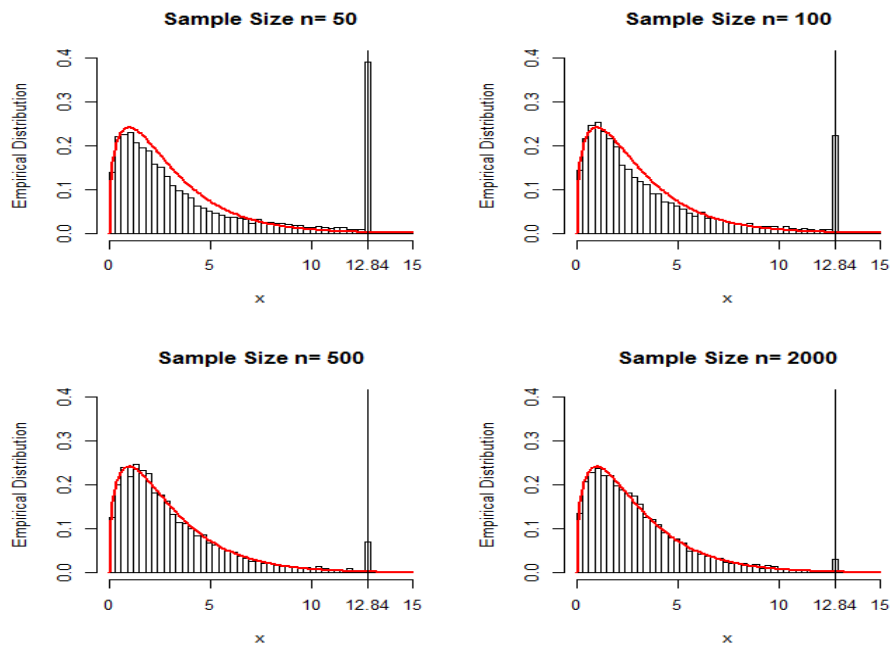 Sample Size n= 50
Empirical Distribution
0.0 0.1 0.2 0.3 0.4
0 5 10 12.84 15
x
Sample Size n= 100
Empirical Distribution
0.0 0.1 0.2 0.3 0.4
0 5 10 12.84 15
x
Sample Size n= 500
Empirical Distribution
0.0 0.1 0.2 0.3 0.4
0 5 10 12.84 15
x
Sample Size n= 2000
Empirical Distribution
0.0 0.1 0.2 0.3 0.4
0 5 10 12.84 15
x